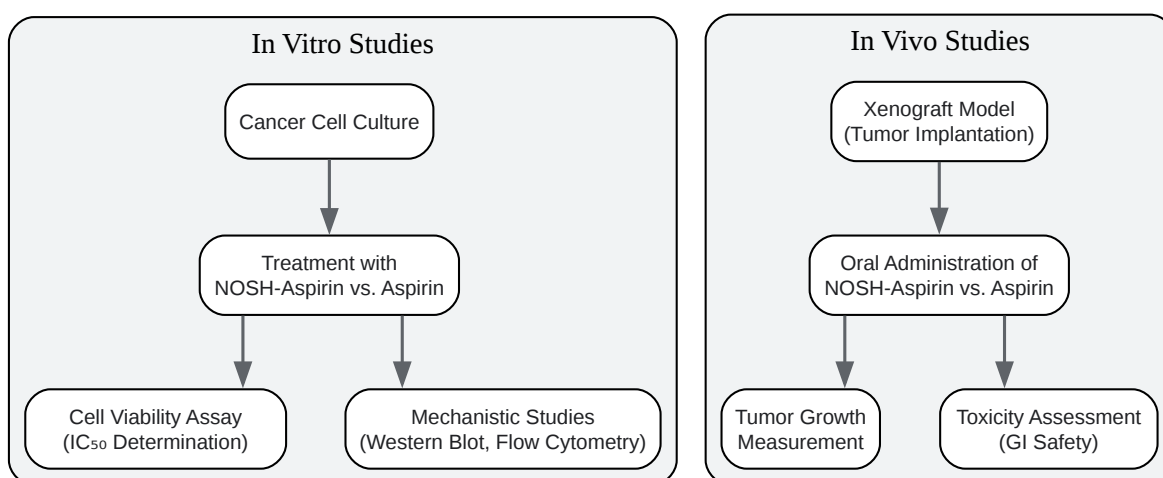 In Vitro Studies
Cancer Cell Culture
Treatment with
NOSH-Aspirin vs. Aspirin
Cell Viability Assay
(IC₅₀ Determination)
Mechanistic Studies
(Western Blot, Flow Cytometry)
In Vivo Studies
Xenograft Model
(Tumor Implantation)
Oral Administration of
NOSH-Aspirin vs. Aspirin
Tumor Growth
Measurement
Toxicity Assessment
(GI Safety)